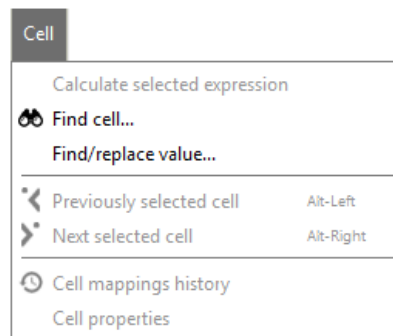 Cell
Calculate selected expression
Find cell...
Find/replace value...
Previously selected cell Alt-Left
Next selected cell Alt-Right
Cell mappings history
Cell properties